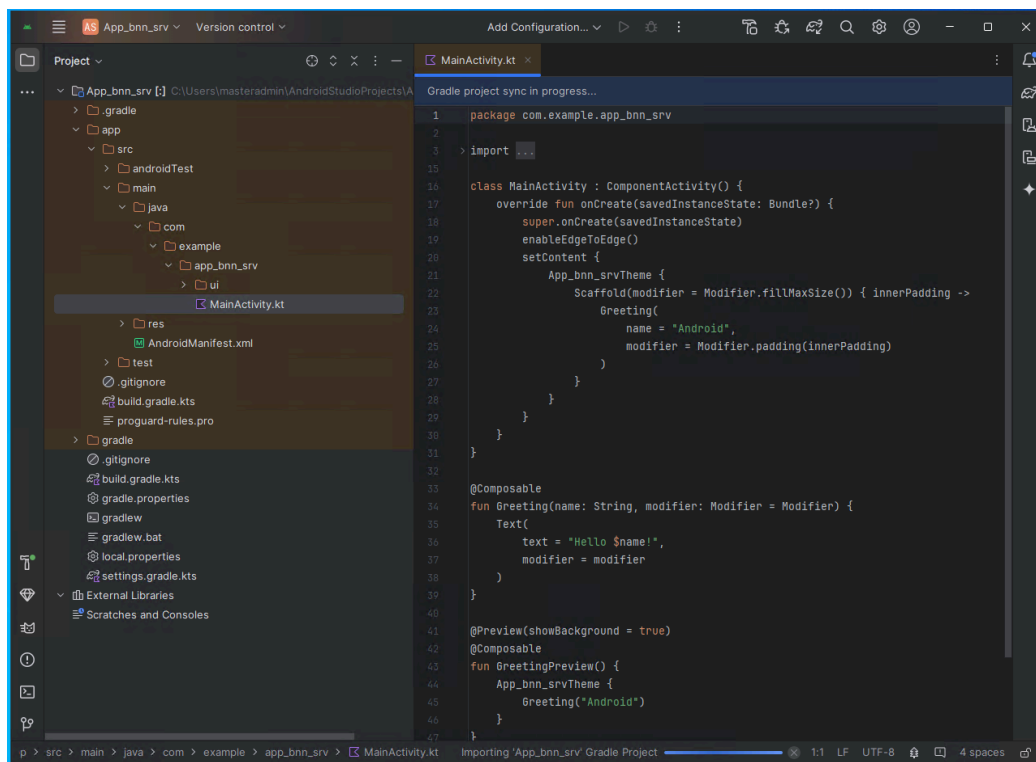 AS App_bnn_srv Version control Add Configuration...
Project
MainActivity.kt
App_bnn_srv [:] C:\Users\masteradmin\AndroidStudioProjects\A
.gradle
app
src
androidTest
main
java
com
example
app_bnn_srv
ui
MainActivity.kt
res
AndroidManifest.xml
test
.gitignore
build.gradle.kts
proguard-rules.pro
gradle
.gitignore
build.gradle.kts
gradle.properties
gradlew
gradlew.bat
local.properties
settings.gradle.kts
External Libraries
Scratches and Consoles
Gradle project sync in progress...
1 package com.example.app_bnn_srv
2
3 import ...
15
16 class MainActivity : ComponentActivity() {
17 override fun onCreate(savedInstanceState: Bundle?) {
18 super.onCreate(savedInstanceState)
19 enableEdgeToEdge()
20 setContent {
21 App_bnn_srvTheme {
22 Scaffold(modifier = Modifier.fillMaxSize()) { innerPadding ->
23 Greeting(
24 name = "Android",
25 modifier = Modifier.padding(innerPadding)
26 )
27 }
28 }
29 }
30 }
31 }
32
33 @Composable
34 fun Greeting(name: String, modifier: Modifier = Modifier) {
35 Text(
36 text = "Hello $name!",
37 modifier = modifier
38 )
39 }
40
41 @Preview(showBackground = true)
42 @Composable
43 fun GreetingPreview() {
44 App_bnn_srvTheme {
45 Greeting("Android")
46 }
47 }
p > src > main > java > com > example > app_bnn_srv > MainActivity.kt Importing 'App_bnn_srv' Gradle Project 1:1 LF UTF-8 4 spaces